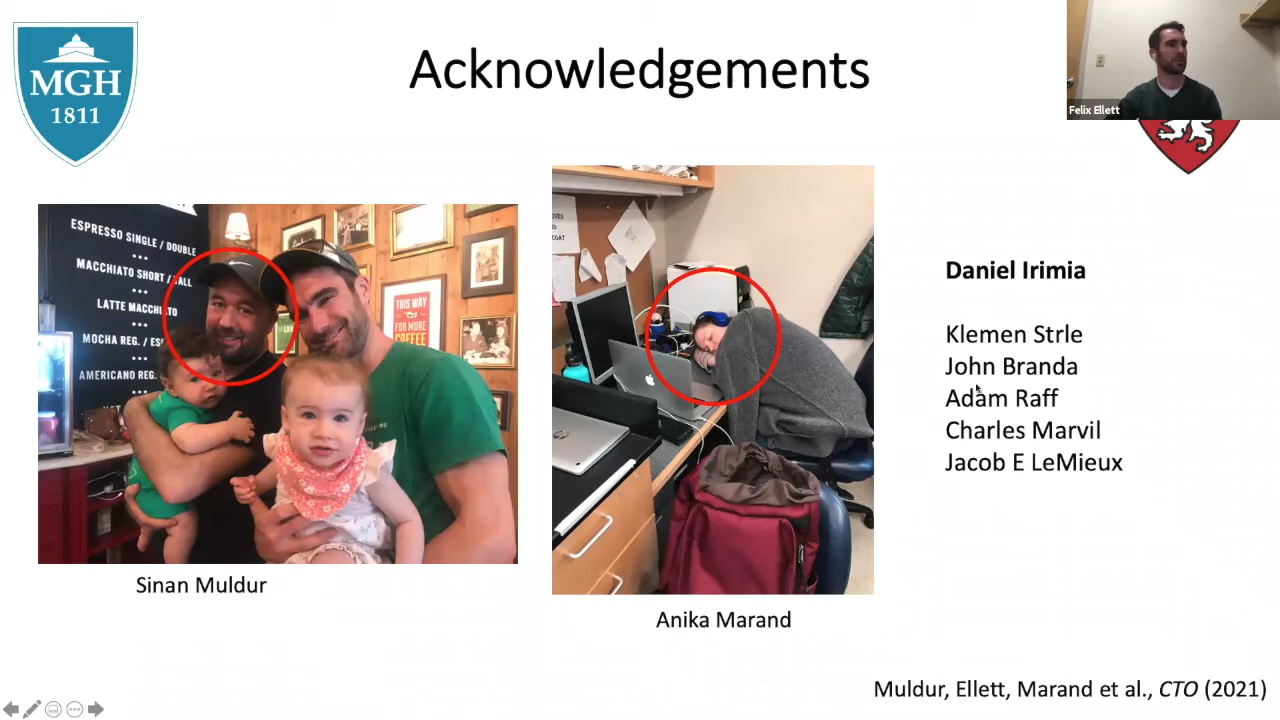 MGH
1811
Acknowledgements
Felix Ellett
ESPRESSO SINGLE / DOUBLE
MACCHIATO SHORT / TALL
LATTE MACCHIATO
MOCHA REG. /
AMERICANO REG.
THIS WAY
FOR MORE
COFFEE
Sinan Muldur
Anika Marand
Daniel Irimia
Klemen Strle
John Branda
Adam Raff
Charles Marvil
Jacob E LeMieux
Muldur, Ellett, Marand et al., CTO (2021)